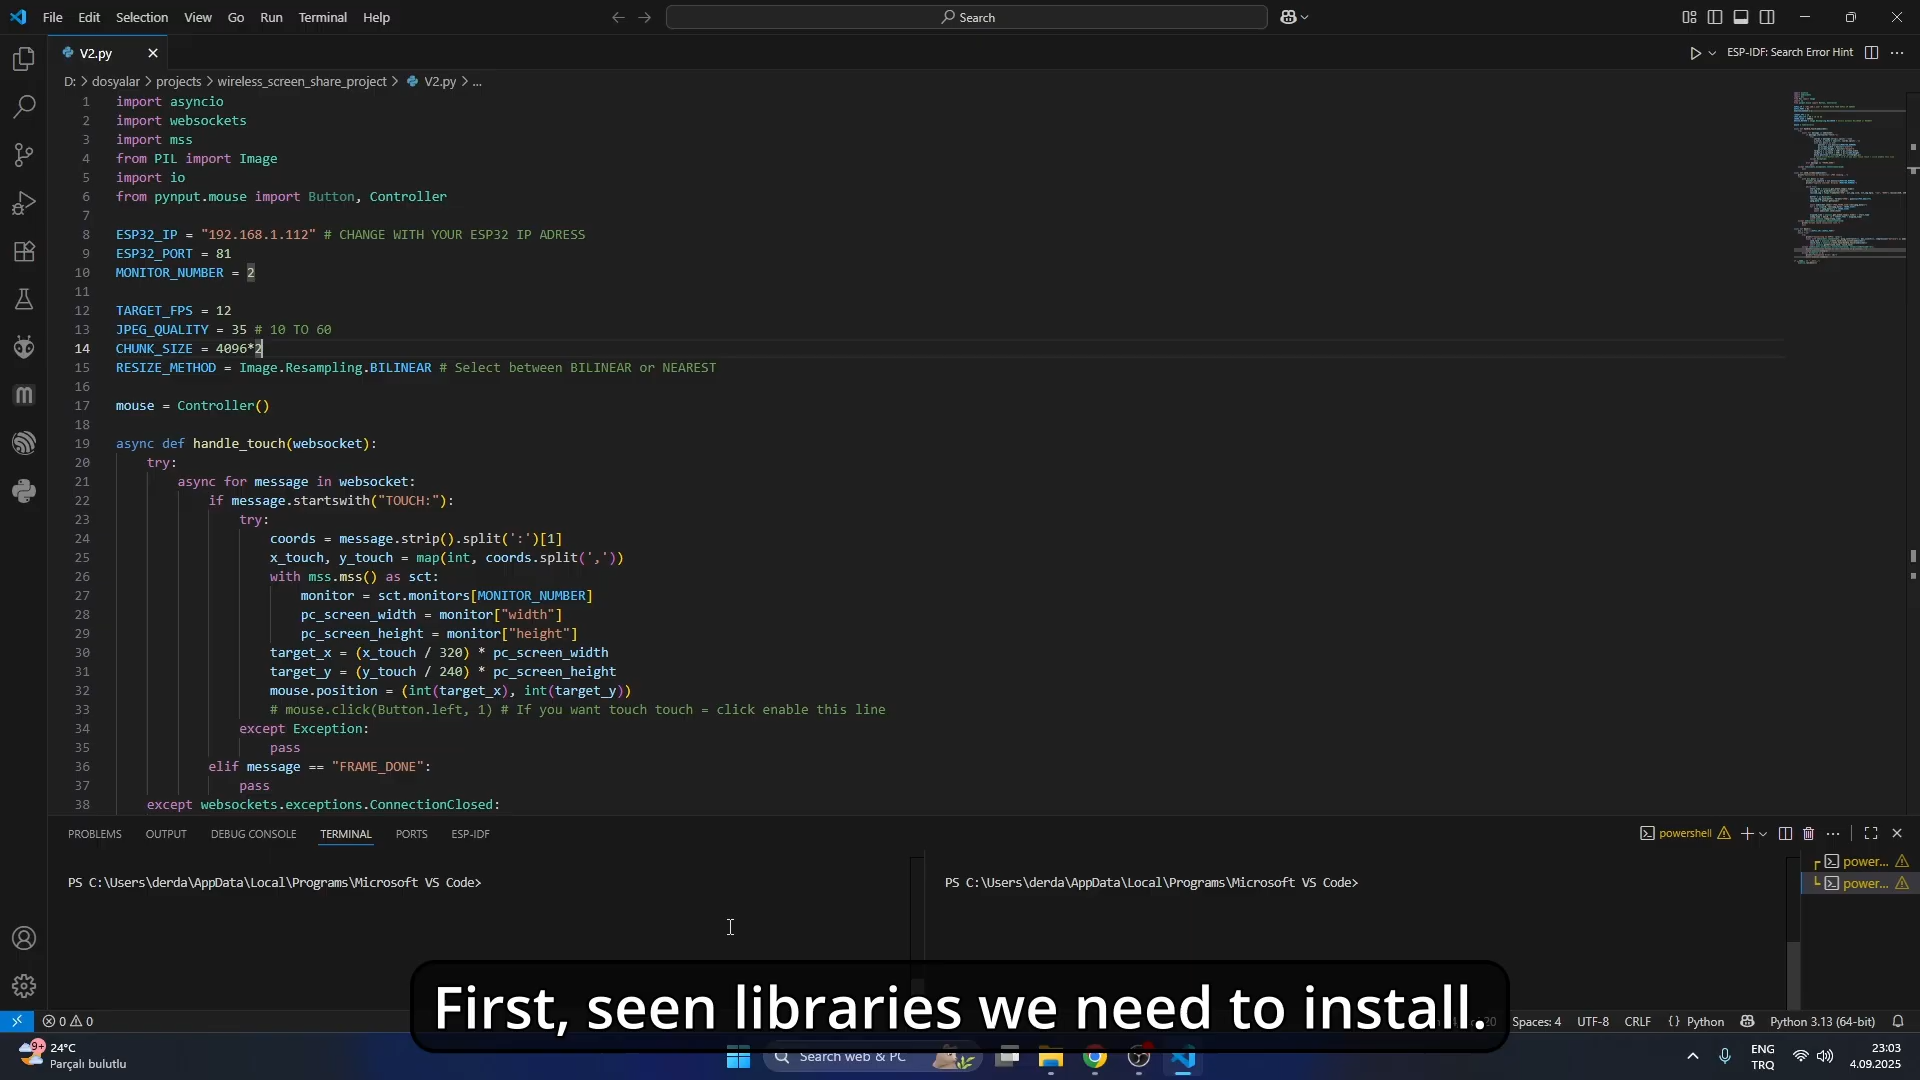 File Edit Selection View Go Run Terminal Help
Search
V2.py
ESP-IDF: Search Error Hint
D: > dosyalar > projects > wireless_screen_share_project > V2.py > ...
1 import asyncio
2 import websockets
3 import mss
4 from PIL import Image
5 import io
6 from pynput.mouse import Button, Controller
7
8 ESP32_IP = "192.168.1.112" # CHANGE WITH YOUR ESP32 IP ADRESS
9 ESP32_PORT = 81
10 MONITOR_NUMBER = 2
11
12 TARGET_FPS = 12
13 JPEG_QUALITY = 35 # 10 TO 60
14 CHUNK_SIZE = 4096*2
15 RESIZE_METHOD = Image.Resampling.BILINEAR # Select between BILINEAR or NEAREST
16
17 mouse = Controller()
18
19 async def handle_touch(websocket):
20 try:
21 async for message in websocket:
22 if message.startswith("TOUCH:"):
23 try:
24 coords = message.strip().split(':')[1]
25 x_touch, y_touch = map(int, coords.split(','))
26 with mss.mss() as sct:
27 monitor = sct.monitors[MONITOR_NUMBER]
28 pc_screen_width = monitor["width"]
29 pc_screen_height = monitor["height"]
30 target_x = (x_touch / 320) * pc_screen_width
31 target_y = (y_touch / 240) * pc_screen_height
32 mouse.position = (int(target_x), int(target_y))
33 # mouse.click(Button.left, 1) # If you want touch touch = click enable this line
34 except Exception:
35 pass
36 elif message == "FRAME_DONE":
37 pass
38 except websockets.exceptions.ConnectionClosed:
PROBLEMS OUTPUT DEBUG CONSOLE TERMINAL PORTS ESP-IDF
powershell
PS C:\Users\derda\AppData\Local\Programs\Microsoft VS Code>
PS C:\Users\derda\AppData\Local\Programs\Microsoft VS Code>
power...
power...
First, seen libraries we need to install.
0 0
Spaces: 4 UTF-8 CRLF {} Python Python 3.13 (64-bit)
9+
24°C
Parçalı bulutlu
Search web & PC
ENG
TRQ
23:03
4.09.2025